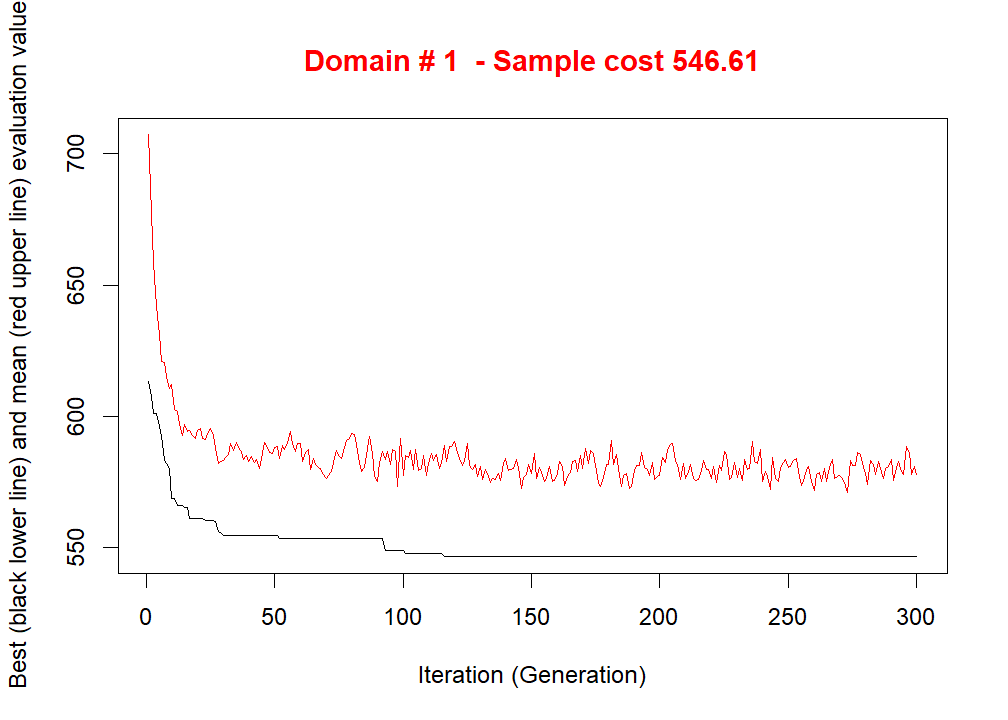 Domain # 1  - Sample cost 546.61
Best (black lower line) and mean (red upper line) evaluation value
700
650
600
550
0 50 100 150 200 250 300
Iteration (Generation)